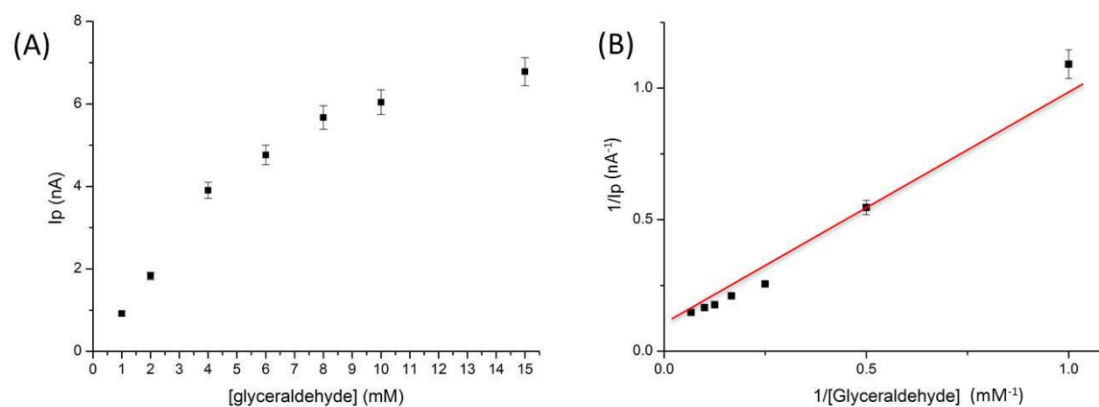 (A)
8
6
4
2
0
Ip (nA)
0 1 2 3 4 5 6 7 8 9 10 11 12 13 14 15
[glyceraldehyde] (mM)
(B)
1.0
0.5
0.0
1/Ip (nA⁻¹)
0.0 0.5 1.0
1/[Glyceraldehyde] (mM⁻¹)